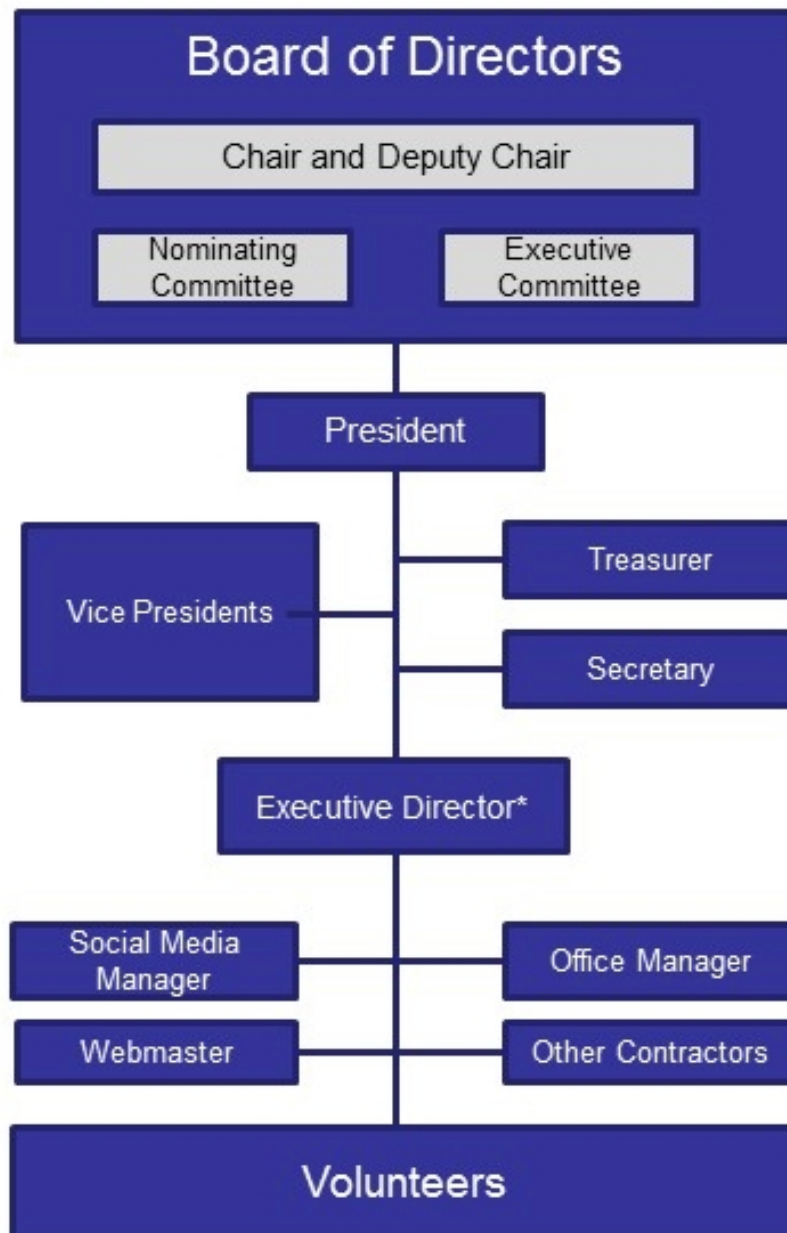 Board of Directors
Chair and Deputy Chair
Nominating
Committee
Executive
Committee
President
Vice Presidents
Treasurer
Secretary
Executive Director*
Social Media
Manager
Office Manager
Webmaster
Other Contractors
Volunteers